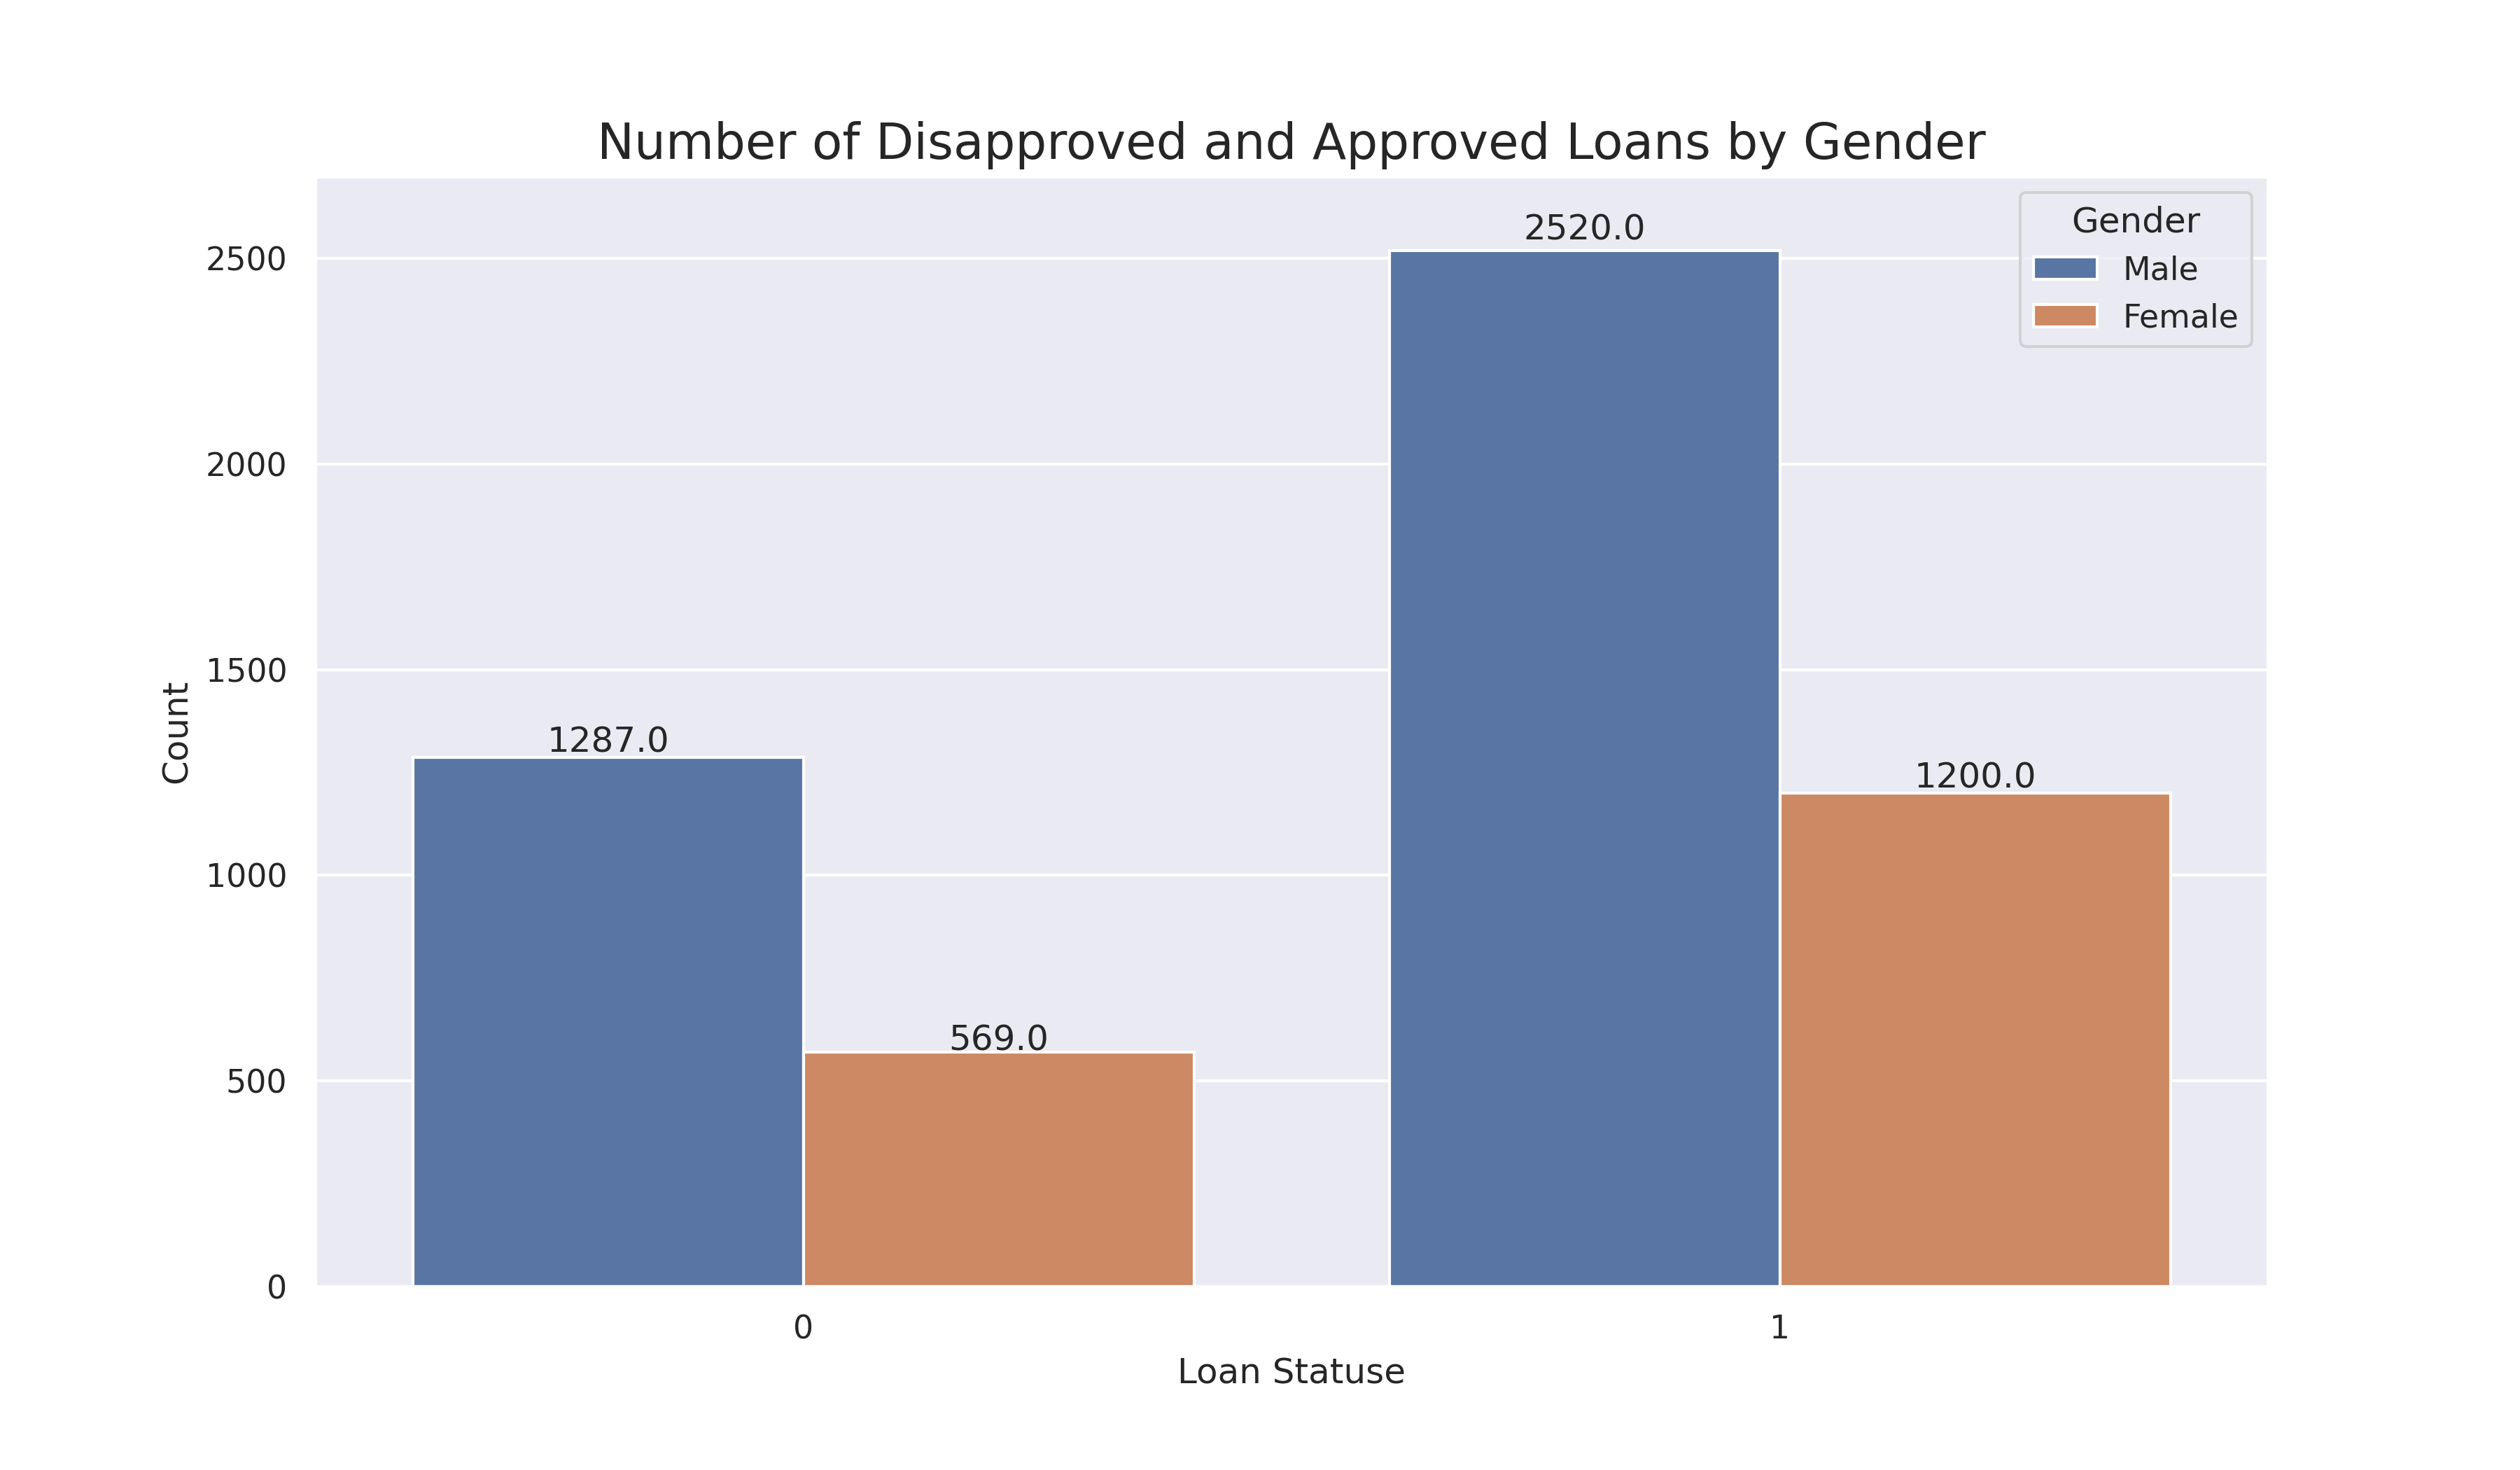 Number of Disapproved and Approved Loans by Gender
Gender
Male
Female
2520.0
1287.0
1200.0
569.0
2500
2000
1500
1000
500
0
Count
0
1
Loan Statuse